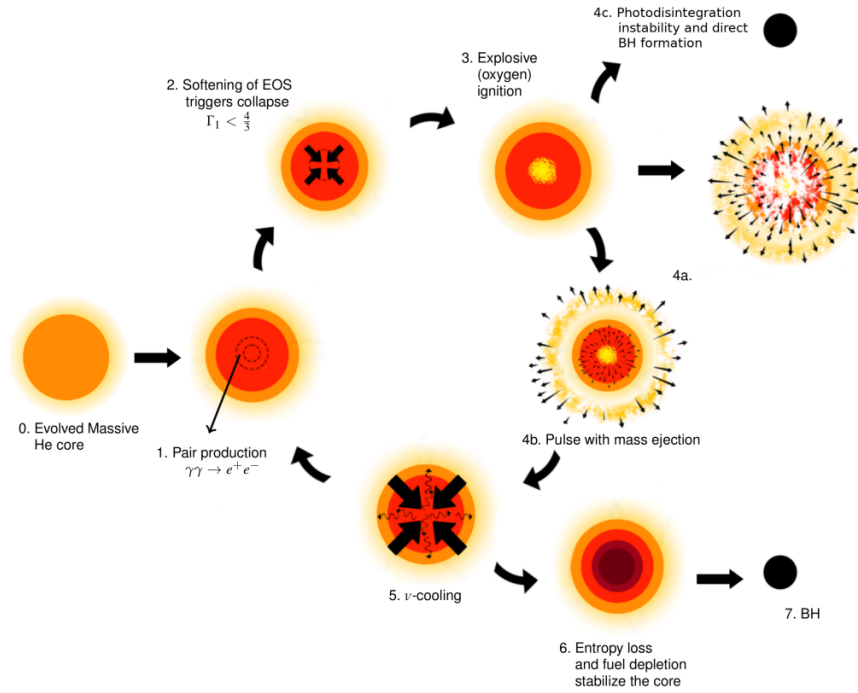 4c. Photodisintegration
instability and direct
BH formation
3. Explosive
(oxygen)
ignition
2. Softening of EOS
triggers collapse
Γ₁ < 4/3
4a.
0. Evolved Massive
He core
1. Pair production
γγ → e⁺e⁻
4b. Pulse with mass ejection
5. ν-cooling
7. BH
6. Entropy loss
and fuel depletion
stabilize the core